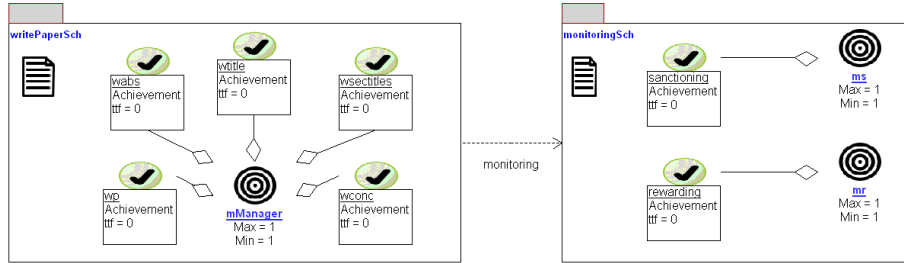 writePaperSch
wabs
Achievement
ttf = 0
wtitle
Achievement
ttf = 0
wsectitles
Achievement
ttf = 0
wp
Achievement
ttf = 0
mManager
Max = 1
Min = 1
wconc
Achievement
ttf = 0
monitoring
monitoringSch
sanctioning
Achievement
ttf = 0
ms
Max = 1
Min = 1
rewarding
Achievement
ttf = 0
mr
Max = 1
Min = 1